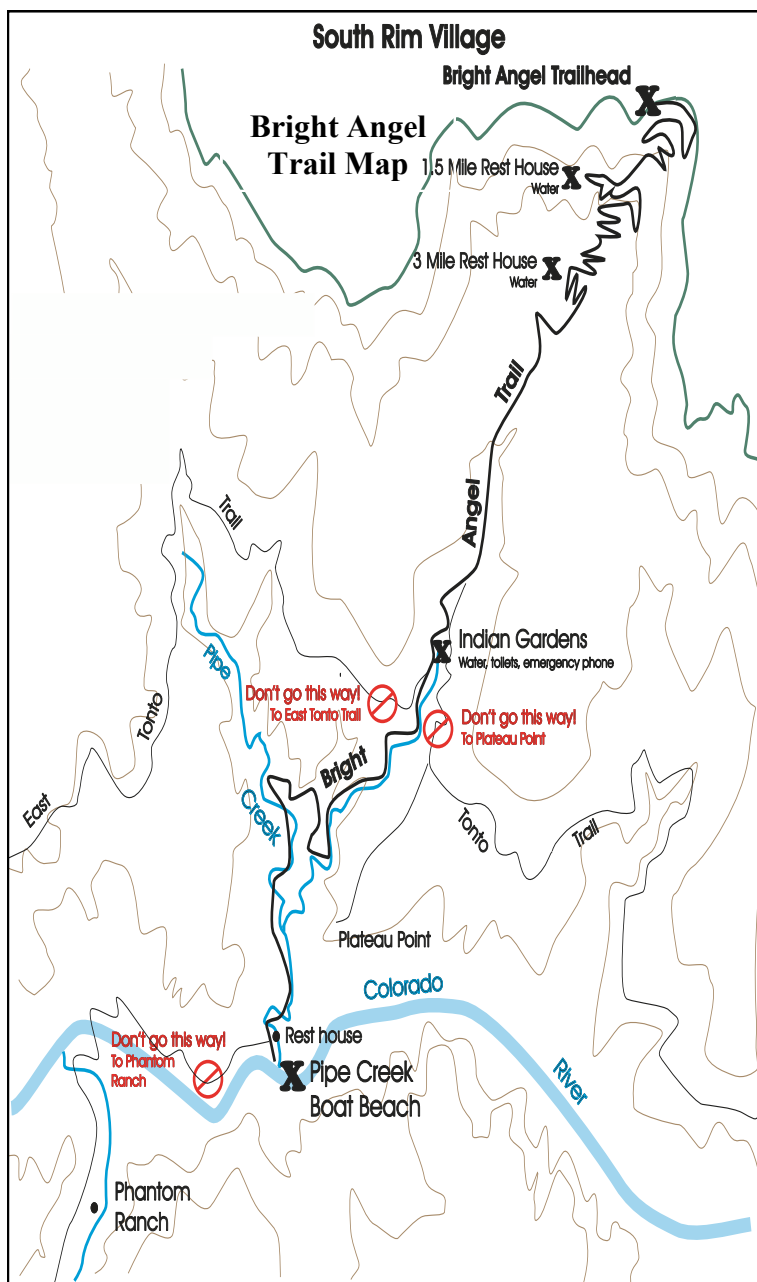 South Rim Village
Bright Angel Trailhead
Bright Angel
Trail Map
1.5 Mile Rest House
Water
3 Mile Rest House
Water
Trail
Angel
Trail
Indian Gardens
Water, toilets, emergency phone
Pipe
Don't go this way!
To East Tonto Trail
Don't go this way!
To Plateau Point
Tonto
Bright
East
Creek
Tonto
Trail
Plateau Point
Colorado
Rest house
Don't go this way!
To Phantom
Ranch
Pipe Creek
Boat Beach
River
Phantom
Ranch